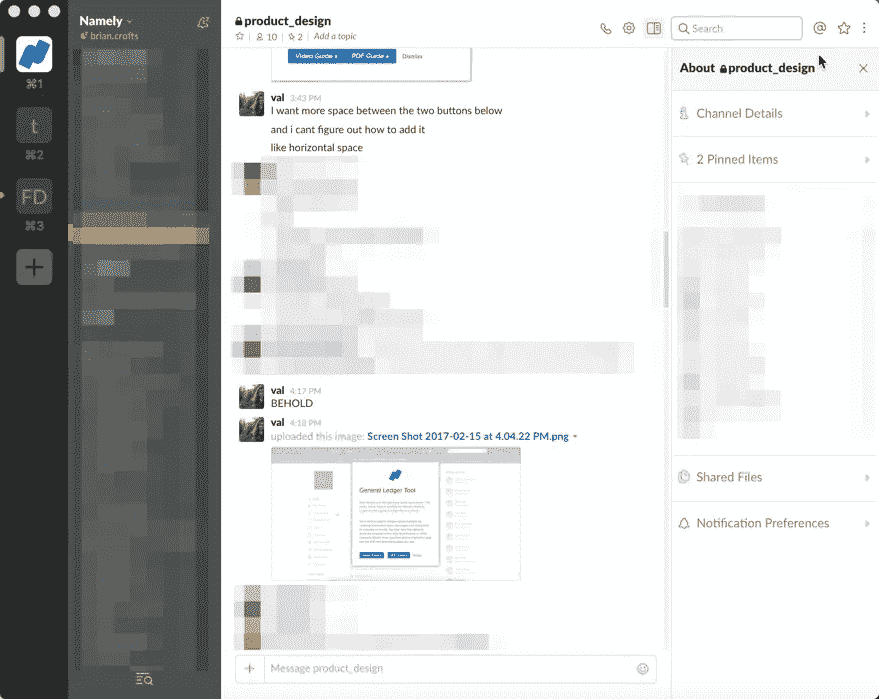 Namely
brian.crofts
⌘1
t
⌘2
FD
⌘3
product_design
10
2
Add a topic
Search
Video Guide
PDF Guide
Dismiss
val 3:43 PM
I want more space between the two buttons below
and i cant figure out how to add it
like horizontal space
val 4:17 PM
BEHOLD
val 4:18 PM
uploaded this image: Screen Shot 2017-02-15 at 4.04.22 PM.png
General Ledger Tool
Message product_design
About product_design
Channel Details
2 Pinned Items
Shared Files
Notification Preferences